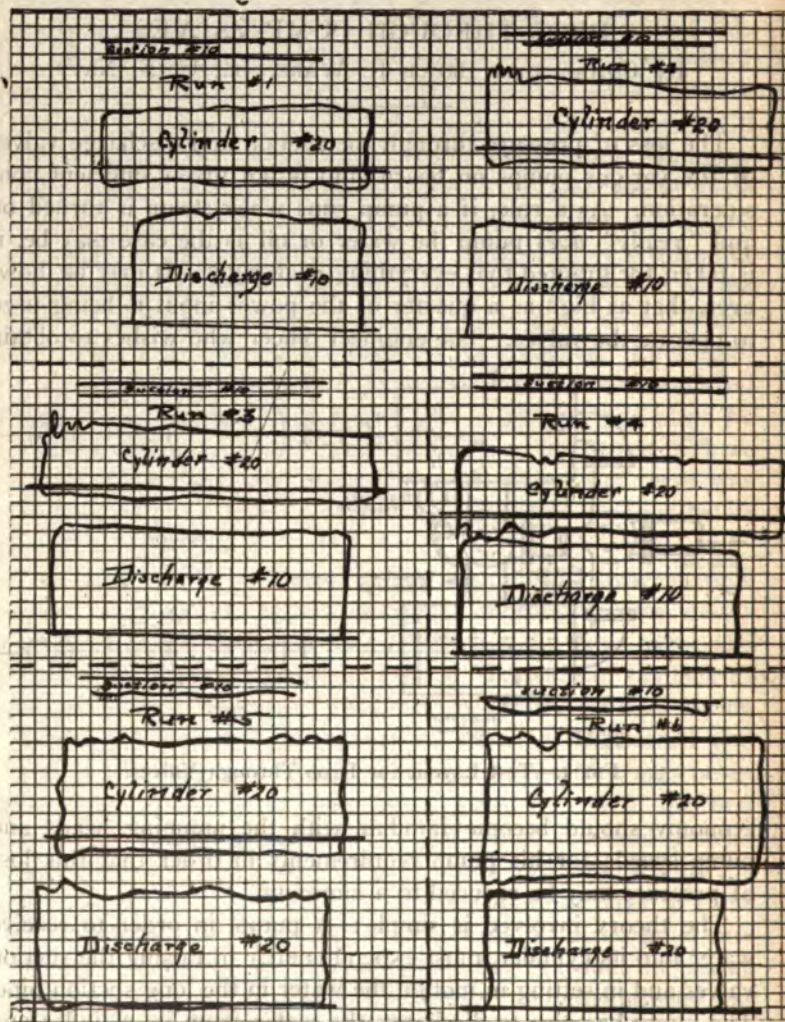 Suction #10
Run #1
Cylinder #20
Discharge #10
Suction #10
Run
Cylinder #20
Discharge #10
Suction #10
Run #3
Cylinder #20
Discharge #10
Suction #10
Run #4
Cylinder #20
Discharge #10
Suction #10
Run #5
Cylinder #20
Discharge #20
Suction #10
Run #6
Cylinder #20
Discharge #20